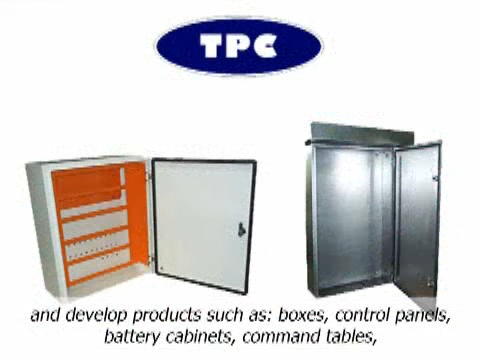 TPC
and develop products such as: boxes, control panels,
battery cabinets, command tables,